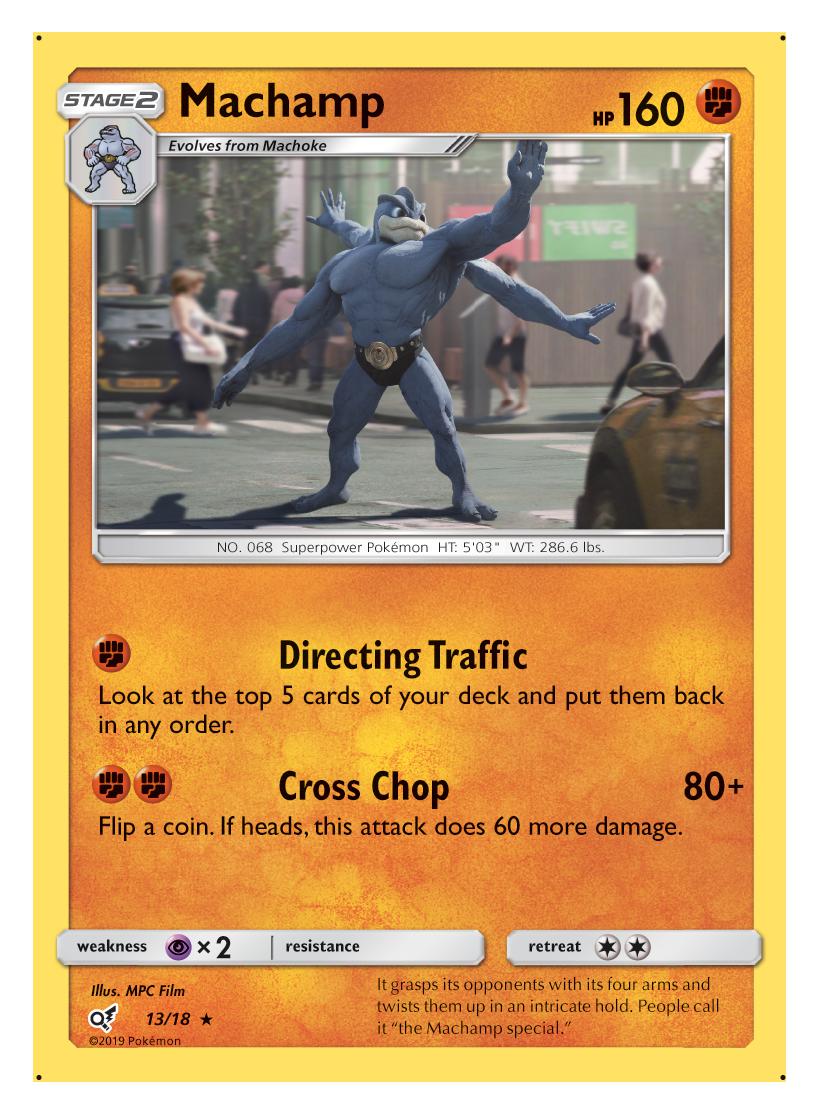 STAGE2
Machamp
HP 160
Evolves from Machoke
SWIFT
NO. 068 Superpower Pokémon HT: 5'03" WT: 286.6 lbs.
Directing Traffic
Look at the top 5 cards of your deck and put them back
in any order.
Cross Chop 80+
Flip a coin. If heads, this attack does 60 more damage.
weakness ×2 resistance retreat
Illus. MPC Film
13/18
©2019 Pokémon
It grasps its opponents with its four arms and
twists them up in an intricate hold. People call
it “the Machamp special.”